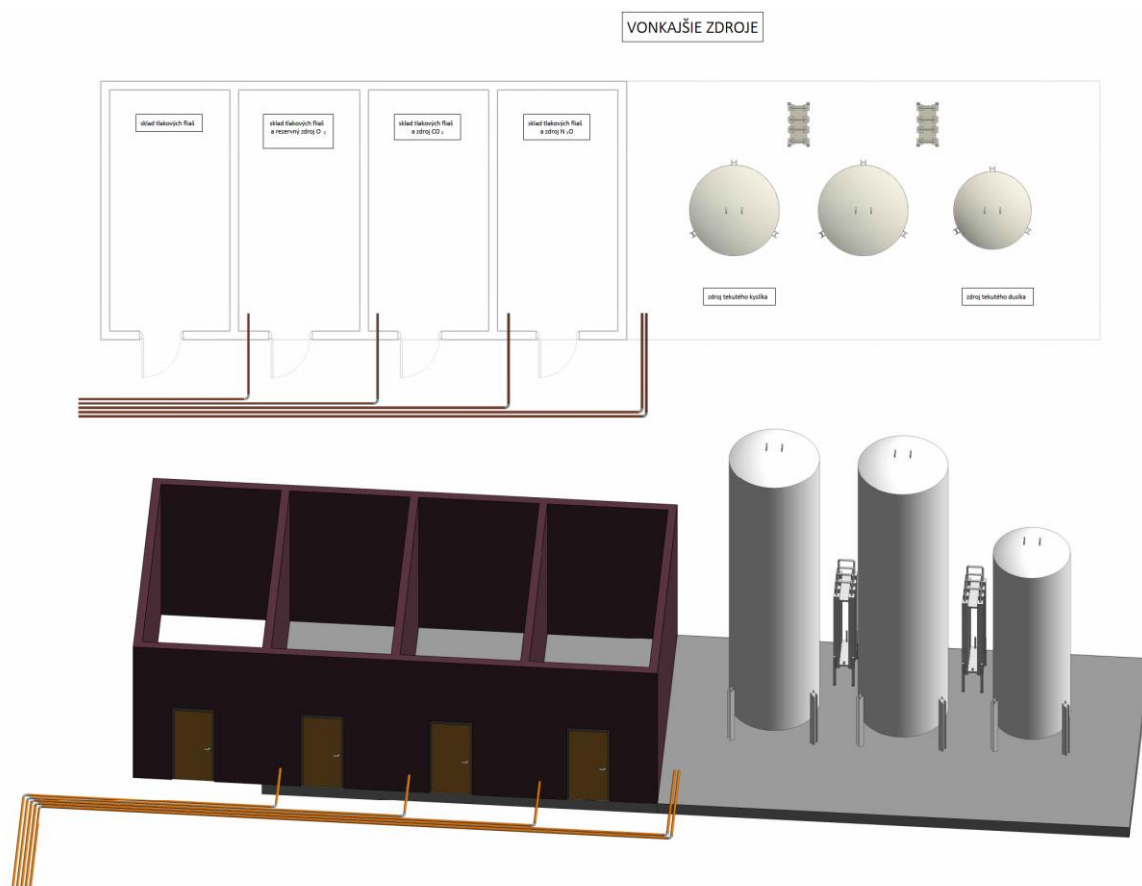 VONKAJŠIE ZDROJE
sklad tlakových fliaš
sklad tlakových fliaš
a rezervný zdroj O 2
sklad tlakových fliaš
a zdroj CO 2
sklad tlakových fliaš
a zdroj N 2O
zdroj tekutého kyslíka
zdroj tekutého dusíka